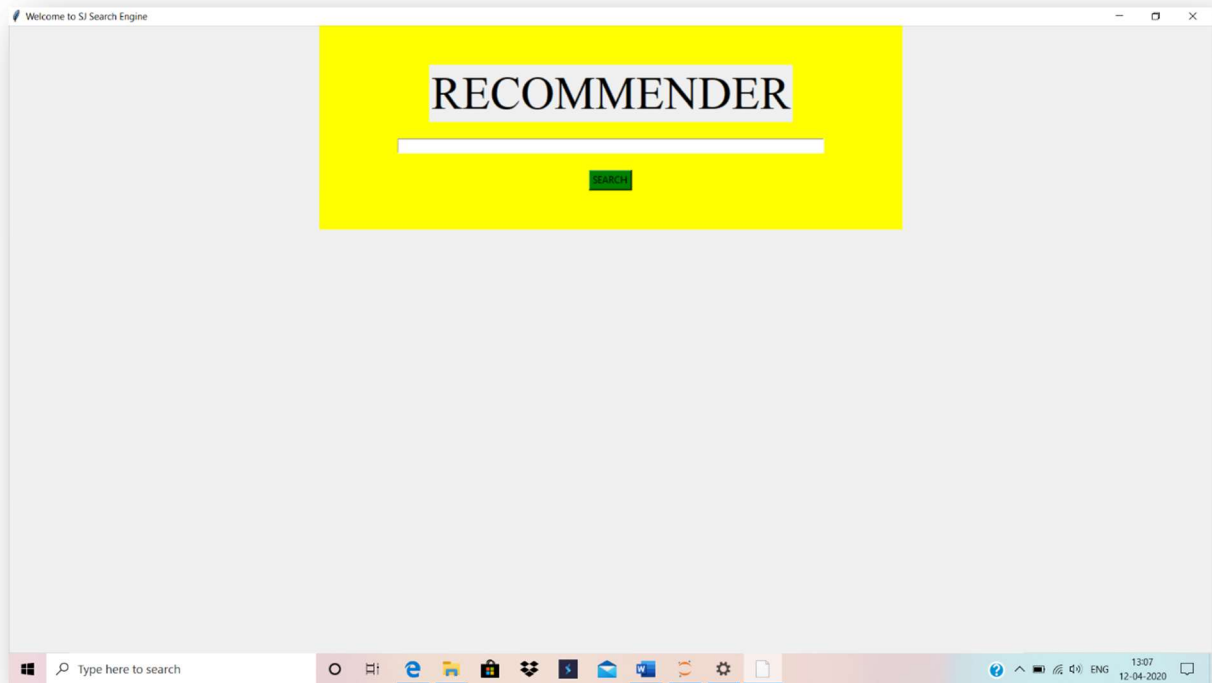 Welcome to SJ Search Engine
RECOMMENDER
SEARCH
Type here to search
ENG
13:07
12-04-2020